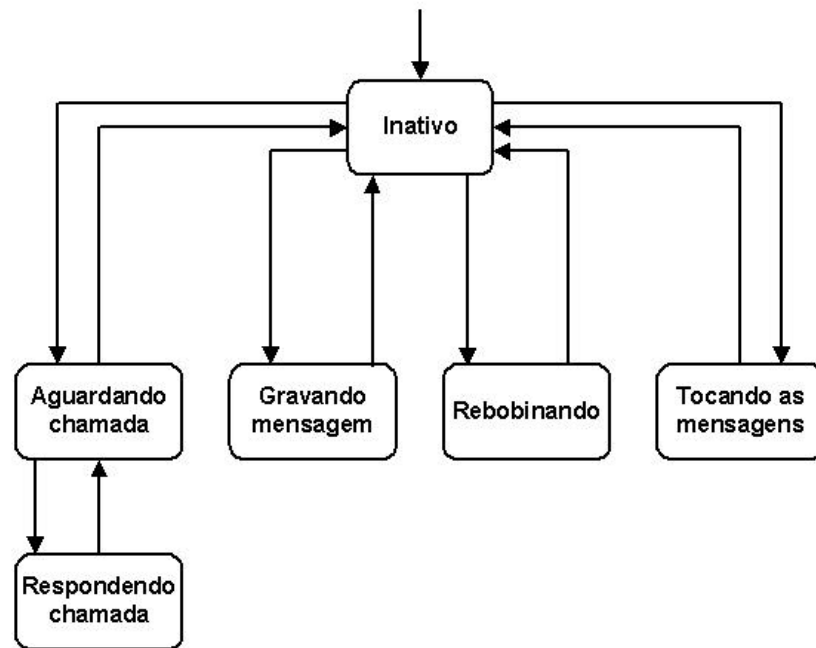 Inativo
Aguardando
chamada
Gravando
mensagem
Rebobinando
Tocando as
mensagens
Respondendo
chamada